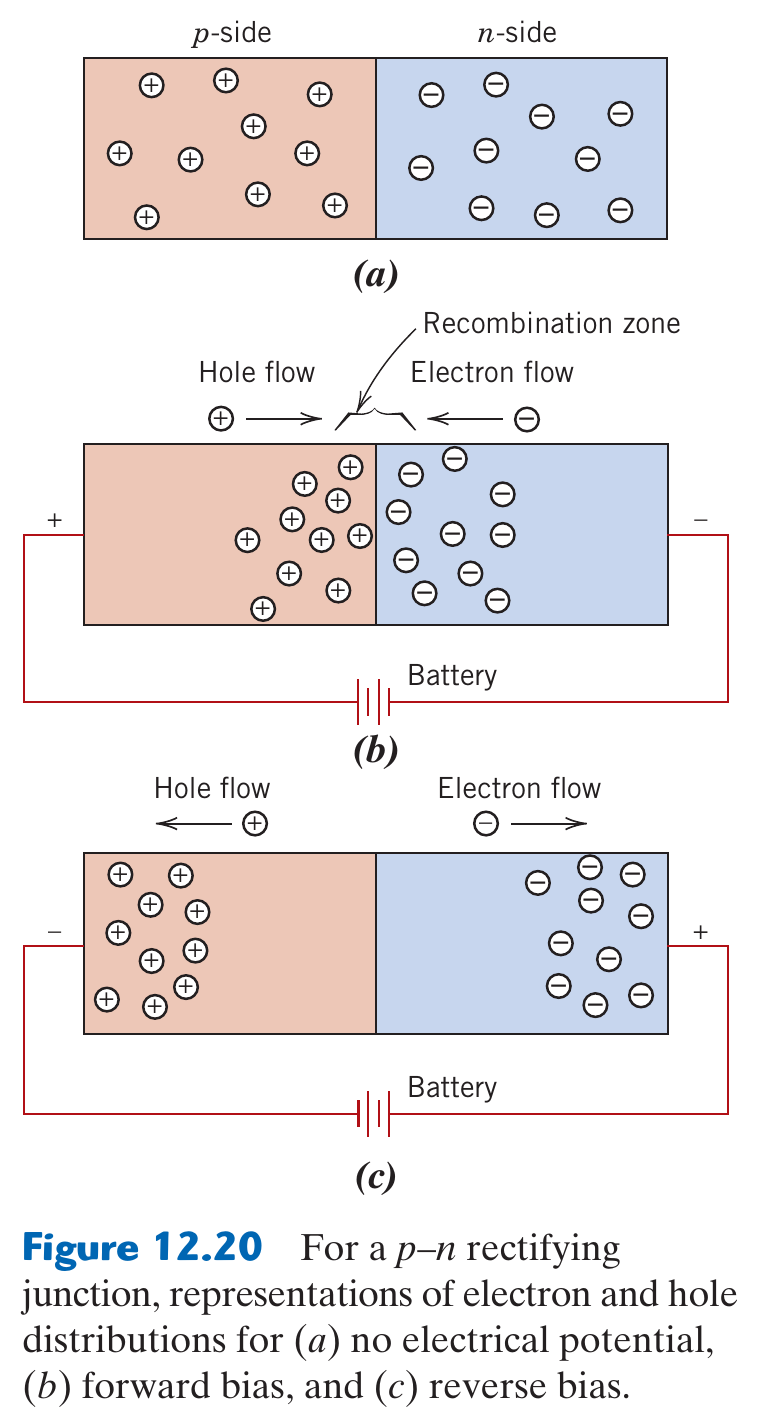 p-side n-side
(a)
Recombination zone
Hole flow Electron flow
+ −
+ −
Battery
(b)
Hole flow Electron flow
+ −
− +
Battery
(c)
Figure 12.20 For a p–n rectifying
junction, representations of electron and hole
distributions for (a) no electrical potential,
(b) forward bias, and (c) reverse bias.